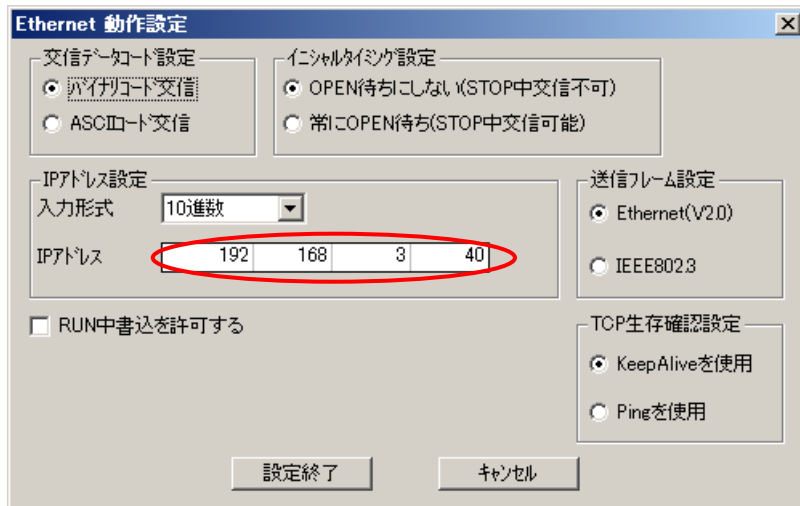 Ethernet 動作設定
交信ﾃﾞｰﾀｺｰﾄﾞ設定
ﾊﾞｲﾅﾘｺｰﾄﾞ交信
ASCIIｺｰﾄﾞ交信
ｲﾆｼｬﾙﾀｲﾐﾝｸﾞ設定
OPEN待ちにしない(STOP中交信不可)
常にOPEN待ち(STOP中交信可能)
IPｱﾄﾞﾚｽ設定
入力形式 10進数
IPｱﾄﾞﾚｽ 192 168 3 40
送信ﾌﾚｰﾑ設定
Ethernet(V2.0)
IEEE802.3
RUN中書込を許可する
TCP生存確認設定
KeepAliveを使用
Pingを使用
設定終了 ｷｬﾝｾﾙ